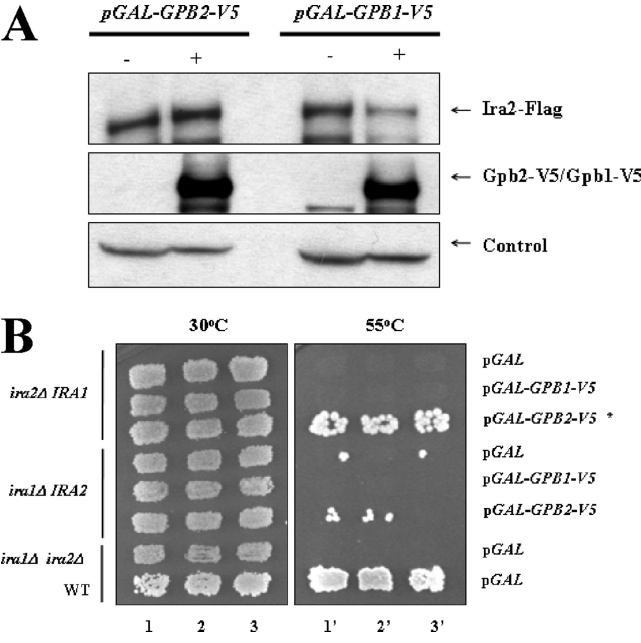 A
pGAL-GPB2-V5 pGAL-GPB1-V5
- + - +
Ira2-Flag
Gpb2-V5/Gpb1-V5
Control
B
30°C 55°C
ira2Δ IRA1
pGAL
pGAL-GPB1-V5
pGAL-GPB2-V5 *
ira1Δ IRA2
pGAL
pGAL-GPB1-V5
pGAL-GPB2-V5
ira1Δ ira2Δ
pGAL
WT
pGAL
1 2 3 1' 2' 3'